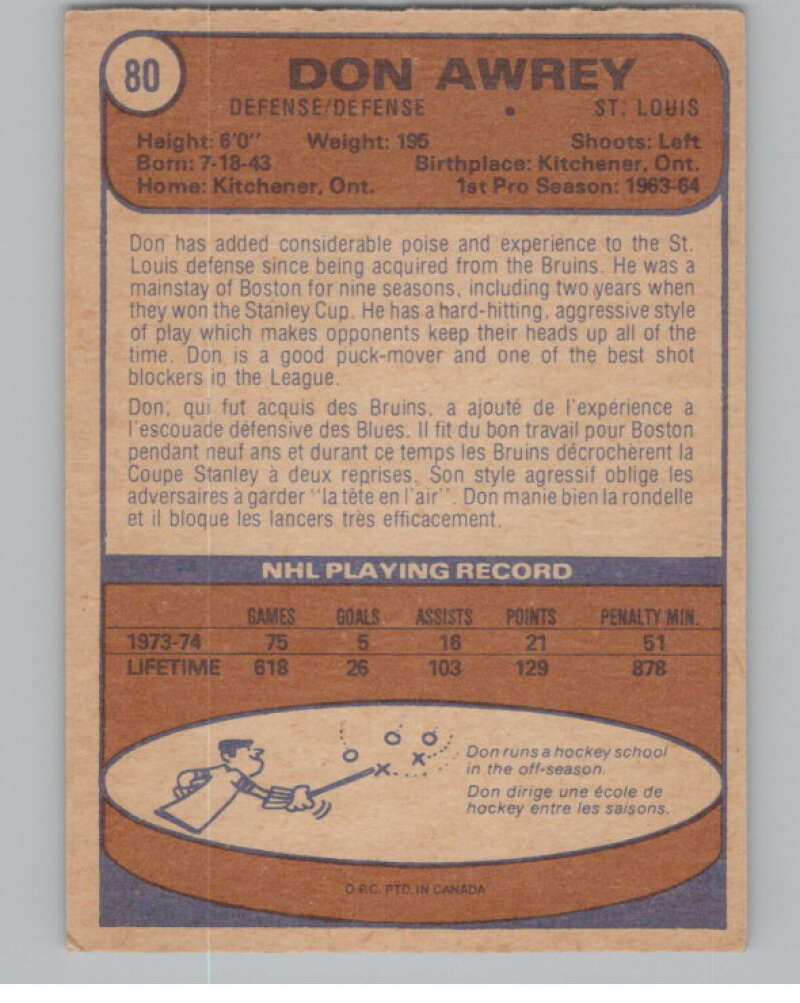 80
DON AWREY
DEFENSE/DEFENSE • ST. LOUIS
Height: 6'0" Weight: 195 Shoots: Left
Born: 7-18-43 Birthplace: Kitchener, Ont.
Home: Kitchener, Ont. 1st Pro Season: 1963-64
Don has added considerable poise and experience to the St.
Louis defense since being acquired from the Bruins. He was a
mainstay of Boston for nine seasons, including two years when
they won the Stanley Cup. He has a hard-hitting, aggressive style
of play which makes opponents keep their heads up all of the
time. Don is a good puck-mover and one of the best shot
blockers in the League.
Don, qui fut acquis des Bruins, a ajouté de l'expérience a
l'escouade défensive des Blues. Il fit du bon travail pour Boston
pendant neuf ans et durant ce temps les Bruins décrochèrent la
Coupe Stanley à deux reprises. Son style agressif oblige les
adversaires à garder "la tête en l'air". Don manie bien la rondelle
et il bloque les lancers très efficacement.
NHL PLAYING RECORD
GAMES GOALS ASSISTS POINTS PENALTY MIN.
1973-74 75 5 16 21 51
LIFETIME 618 26 103 129 878
Don runs a hockey school
in the off-season.
Don dirige une école de
hockey entre les saisons.
O.P.C. PTD. IN CANADA